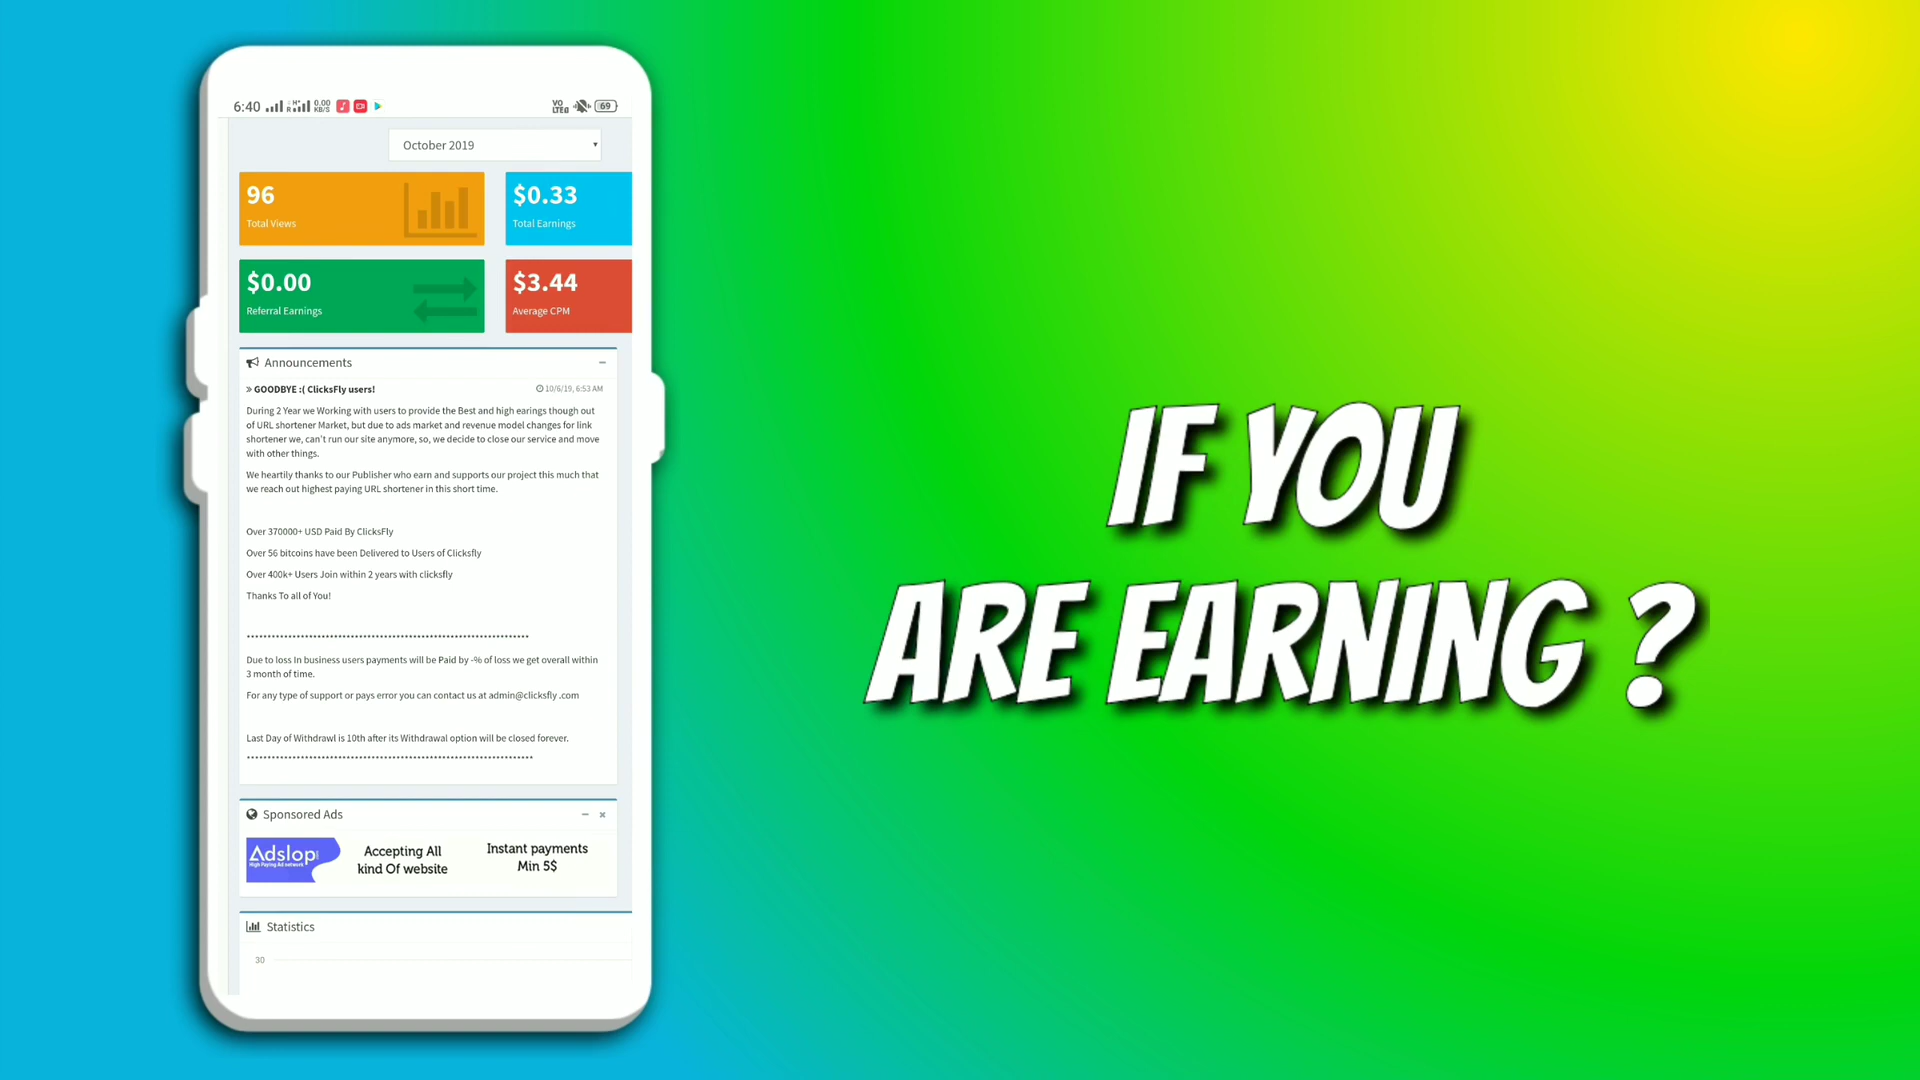 6:40
H+
R
0.00
KB/S
VO
LTE
69
October 2019
96
Total Views
$0.33
Total Earnings
$0.00
Referral Earnings
$3.44
Average CPM
Announcements
» GOODBYE :( ClicksFly users!
10/6/19, 6:53 AM
During 2 Year we Working with users to provide the Best and high earings though out
of URL shortener Market, but due to ads market and revenue model changes for link
shortener we, can't run our site anymore, so, we decide to close our service and move
with other things.
We heartily thanks to our Publisher who earn and supports our project this much that
we reach out highest paying URL shortener in this short time.
Over 370000+ USD Paid By ClicksFly
Over 56 bitcoins have been Delivered to Users of Clicksfly
Over 400k+ Users Join within 2 years with clicksfly
Thanks To all of You!
Due to loss In business users payments will be Paid by -% of loss we get overall within
3 month of time.
For any type of support or pays error you can contact us at admin@clicksfly .com
Last Day of Withdrawl is 10th after its Withdrawal option will be closed forever.
Sponsored Ads
Adslop
High Paying Ad network
Accepting All
kind Of website
Instant payments
Min 5$
Statistics
30
IF YOU
ARE EARNING ?